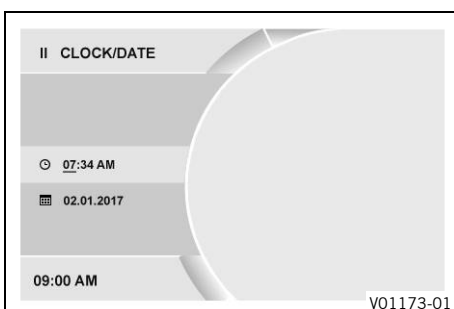 II CLOCK/DATE
07:34 AM
02.01.2017
09:00 AM
V01173-01